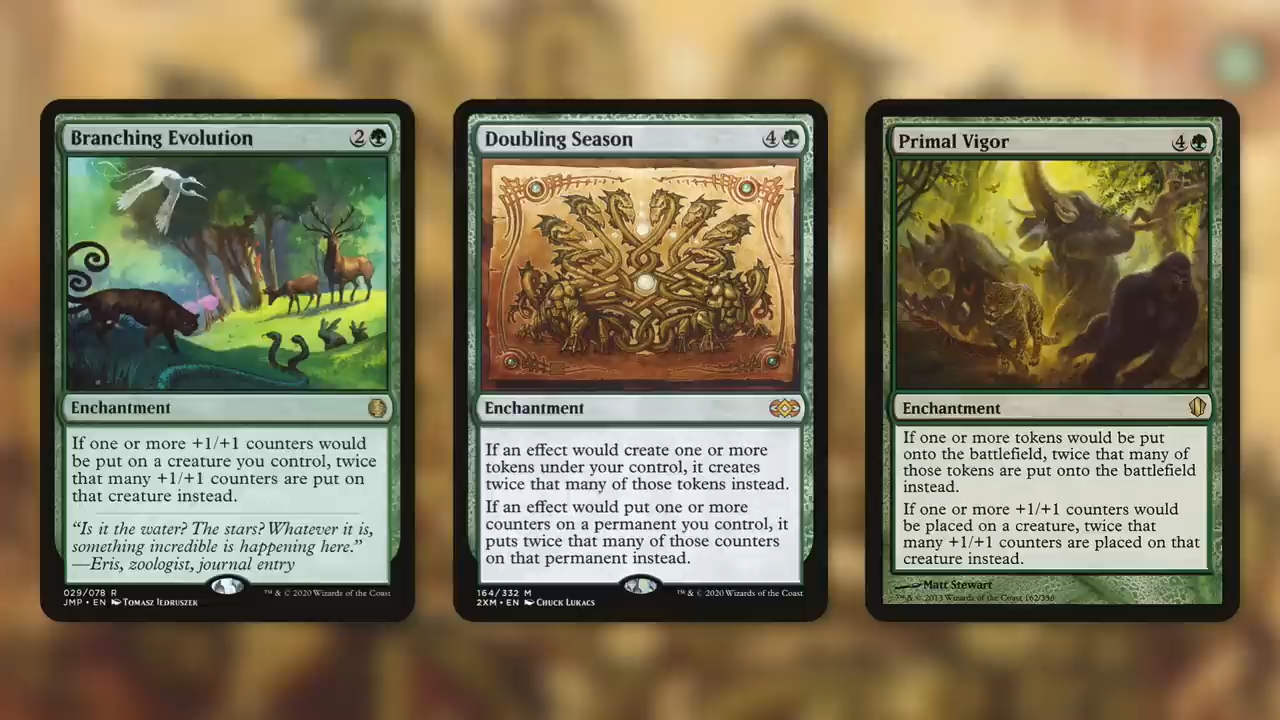 Branching Evolution 2
Enchantment
If one or more +1/+1 counters would
be put on a creature you control, twice
that many +1/+1 counters are put on
that creature instead.
“Is it the water? The stars? Whatever it is,
something incredible is happening here.”
—Eris, zoologist, journal entry
029/078 R
JMP • EN Tomasz Jedruszek
™ & © 2020 Wizards of the Coast
Doubling Season 4
Enchantment
If an effect would create one or more
tokens under your control, it creates
twice that many of those tokens instead.
If an effect would put one or more
counters on a permanent you control, it
puts twice that many of those counters
on that permanent instead.
164/332 M
2XM • EN Chuck Lukacs
™ & © 2020 Wizards of the Coast
Primal Vigor 4
Enchantment
If one or more tokens would be put
onto the battlefield, twice that many of
those tokens are put onto the battlefield
instead.
If one or more +1/+1 counters would
be placed on a creature, twice that
many +1/+1 counters are placed on that
creature instead.
Matt Stewart
™ & © 2013 Wizards of the Coast 162/356